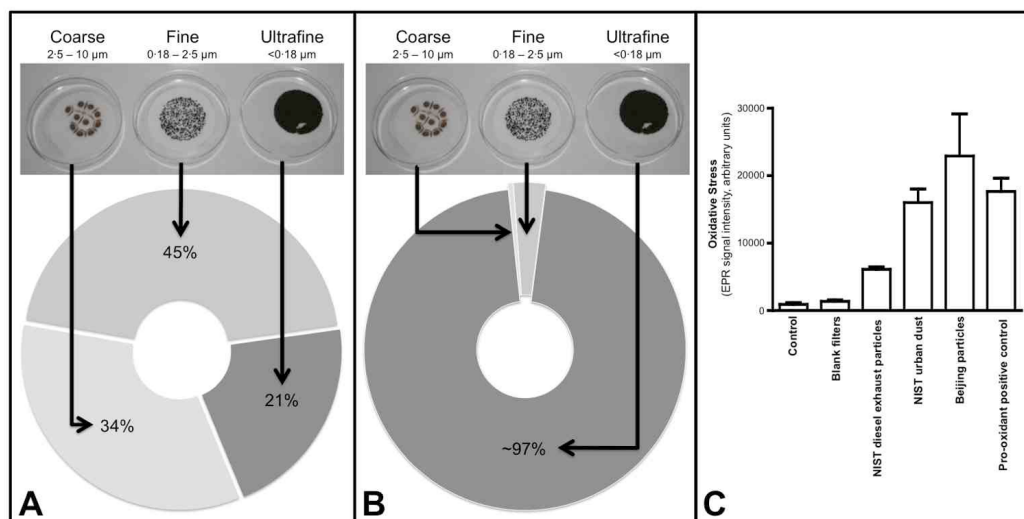 Coarse Fine Ultrafine
2·5 – 10 µm 0·18 – 2·5 µm <0·18 µm
45%
21%
34%
A
Coarse Fine Ultrafine
2·5 – 10 µm 0·18 – 2·5 µm <0·18 µm
~97%
B
Oxidative Stress
(EPR signal intensity, arbitrary units)
30000
20000
10000
0
Control
Blank filters
NIST diesel exhaust particles
NIST urban dust
Beijing particles
Pro-oxidant positive control
C